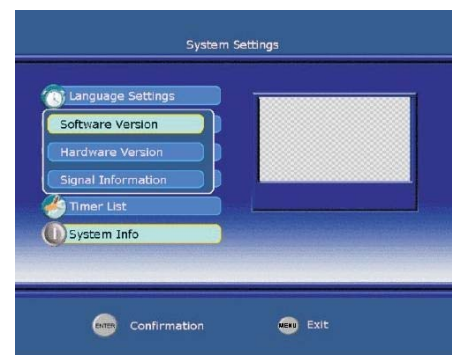 System Settings
Language Settings
Software Version
Hardware Version
Signal Information
Timer List
System Info
ENTER Confirmation MENU Exit